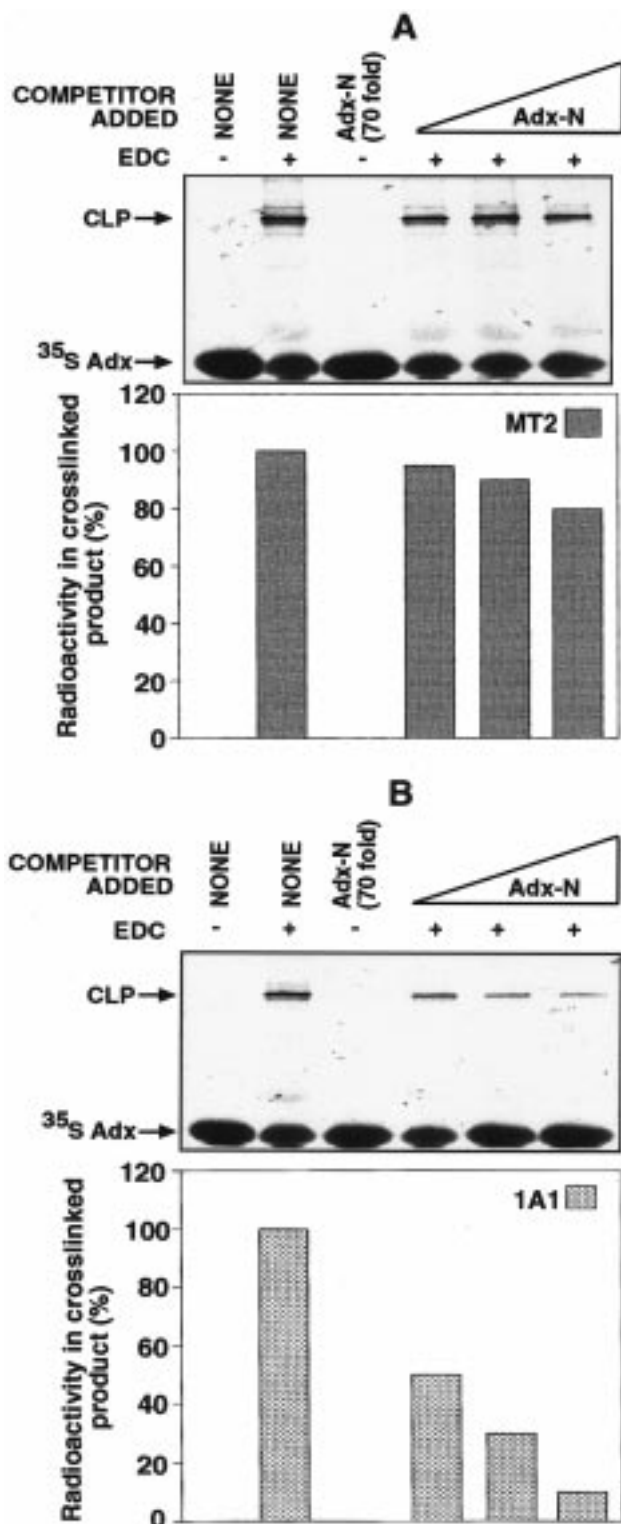 A
COMPETITOR ADDED
NONE
NONE
Adx-N (70 fold)
Adx-N
EDC - + - + + +
CLP
35S Adx
120
100
80
60
40
20
0
Radioactivity in crosslinked product (%)
MT2
B
COMPETITOR ADDED
NONE
NONE
Adx-N (70 fold)
Adx-N
EDC - + - + + +
CLP
35S Adx
120
100
80
60
40
20
0
Radioactivity in crosslinked product (%)
1A1